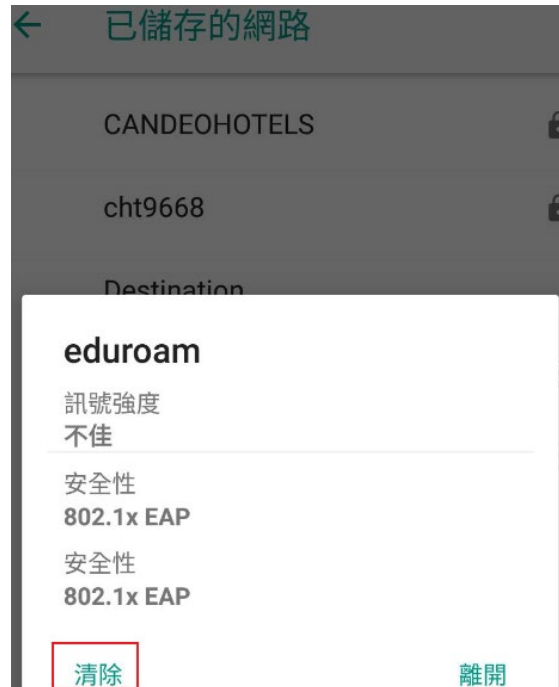 已儲存的網路
CANDEOHOTELS
cht9668
Destination
eduroam
訊號強度
不佳
安全性
802.1x EAP
安全性
802.1x EAP
清除
離開